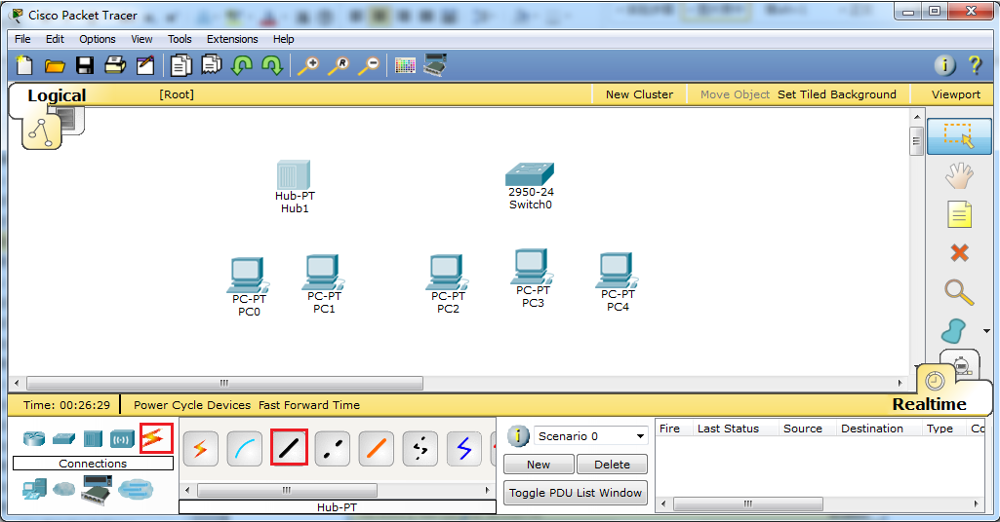 Cisco Packet Tracer
File Edit Options View Tools Extensions Help
Logical [Root] New Cluster Move Object Set Tiled Background Viewport
Hub-PT
Hub1
2950-24
Switch0
PC-PT
PC0
PC-PT
PC1
PC-PT
PC2
PC-PT
PC3
PC-PT
PC4
Time: 00:26:29 Power Cycle Devices Fast Forward Time Realtime
Scenario 0
Fire Last Status Source Destination Type Co
Connections
New Delete
Toggle PDU List Window
Hub-PT